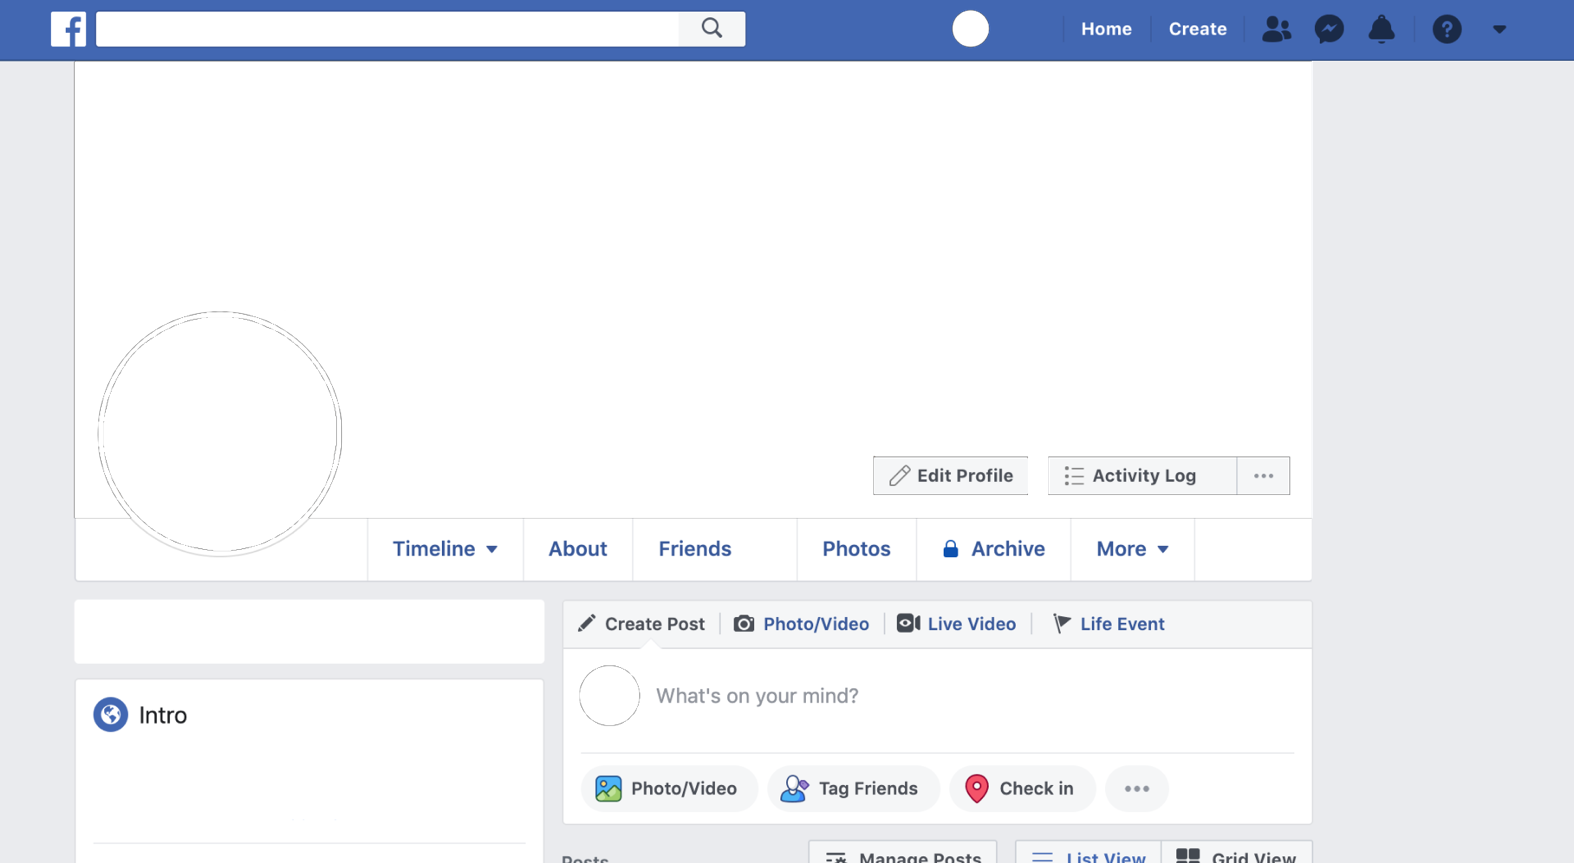 f Home Create ?
Edit Profile Activity Log
Timeline About Friends Photos Archive More
Create Post Photo/Video Live Video Life Event
What's on your mind?
Intro
Photo/Video Tag Friends Check in
Posts Manage Posts List View Grid View